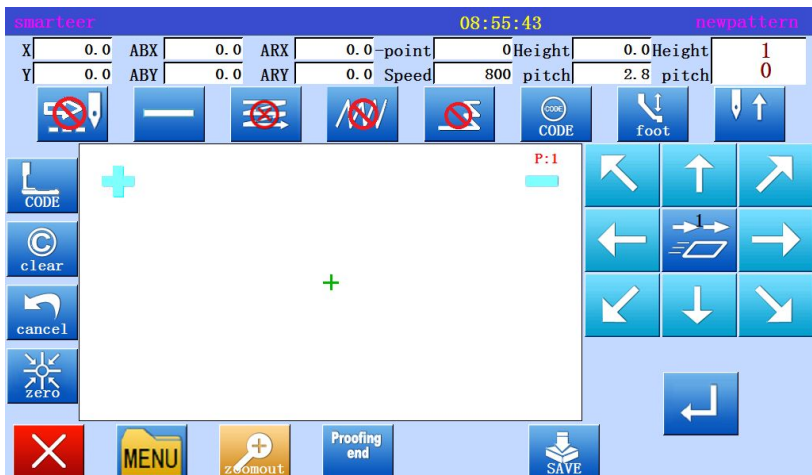 smarteer 08:55:43 newpattern
X 0.0 ABX 0.0 ARX 0.0 -point 0 Height 0.0 Height 1
Y 0.0 ABY 0.0 ARY 0.0 Speed 800 pitch 2.8 pitch 0
CODE
CODE foot
P:1
CODE
1
C
clear
cancel
zero
MENU zoomout Proofing
end
SAVE